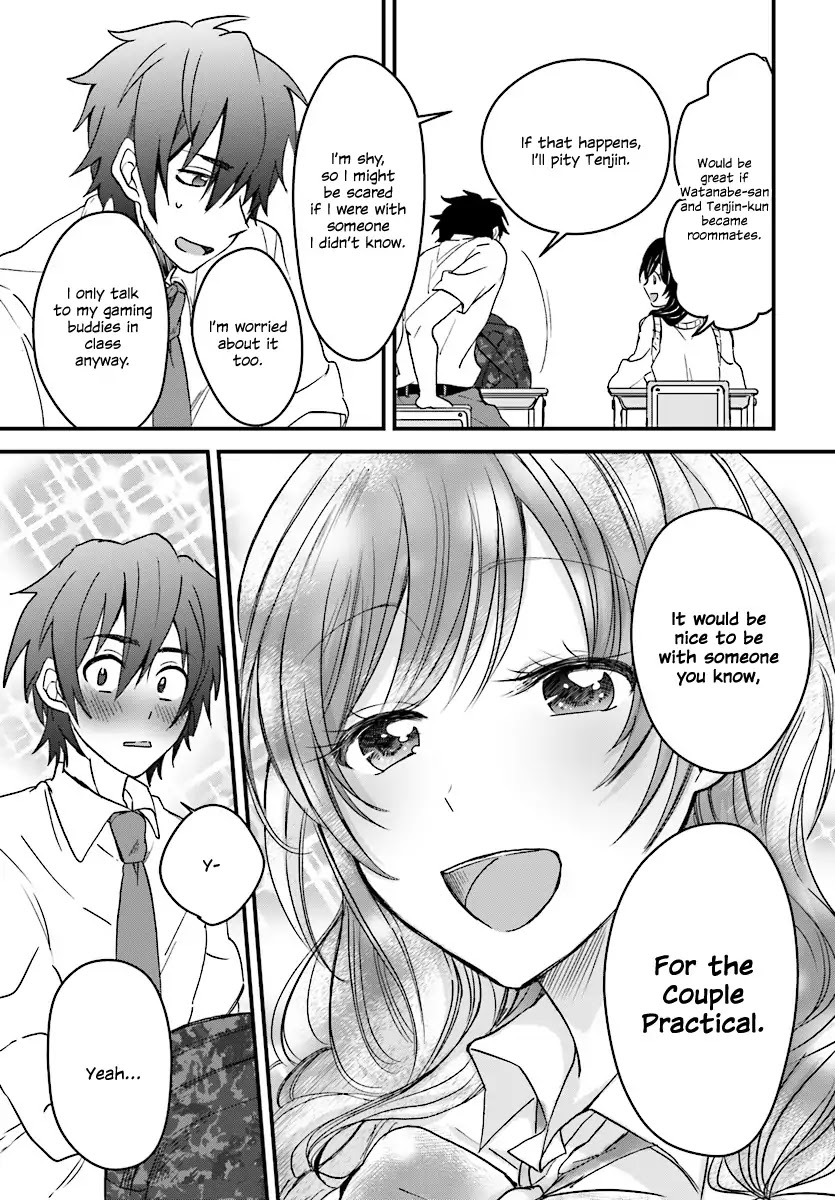 Would be
great if
Watanabe-san
and Tenjin-kun
became
roommates.
If that happens,
I'll pity Tenjin.
I'm shy,
so I might
be scared
if I were with
someone
I didn't know.
I'm worried
about it
too.
I only talk
to my gaming
buddies in
class
anyway.
It would be
nice to be
with someone
you know,
For the
Couple
Practical.
Y-
Yeah...